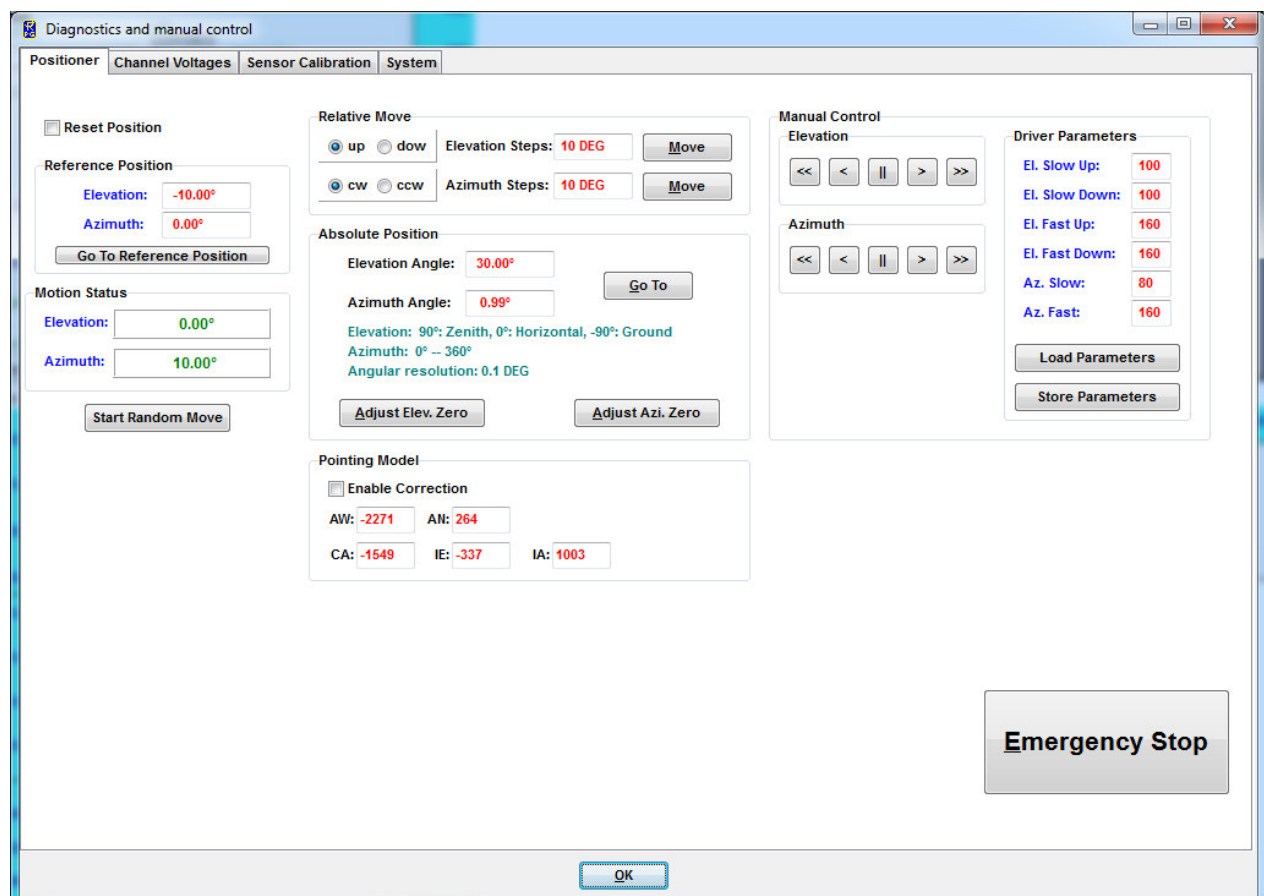 Diagnostics and manual control
Positioner Channel Voltages Sensor Calibration System
Reset Position
Reference Position
Elevation: -10.00°
Azimuth: 0.00°
Go To Reference Position
Motion Status
Elevation: 0.00°
Azimuth: 10.00°
Start Random Move
Relative Move
up dow Elevation Steps: 10 DEG Move
cw ccw Azimuth Steps: 10 DEG Move
Absolute Position
Elevation Angle: 30.00°
Azimuth Angle: 0.99°
Go To
Elevation: 90°: Zenith, 0°: Horizontal, -90°: Ground
Azimuth: 0° -- 360°
Angular resolution: 0.1 DEG
Adjust Elev. Zero Adjust Azi. Zero
Pointing Model
Enable Correction
AW: -2271 AN: 264
CA: -1549 IE: -337 IA: 1003
Manual Control
Elevation
<< < || > >>
Azimuth
<< < || > >>
Driver Parameters
El. Slow Up: 100
El. Slow Down: 100
El. Fast Up: 160
El. Fast Down: 160
Az. Slow: 80
Az. Fast: 160
Load Parameters
Store Parameters
Emergency Stop
OK